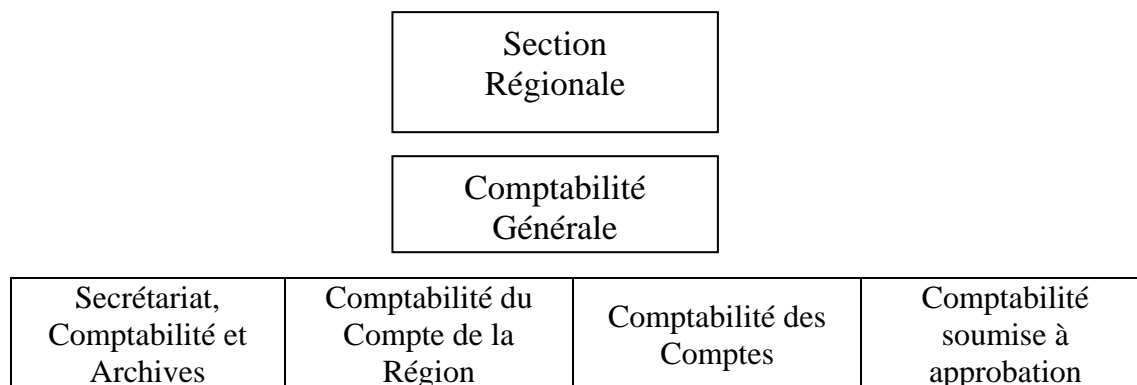 Section
Régionale
Comptabilité
Générale
Secrétariat,
Comptabilité et
Archives
Comptabilité du
Compte de la
Région
Comptabilité des
Comptes
Comptabilité
soumise à
approbation